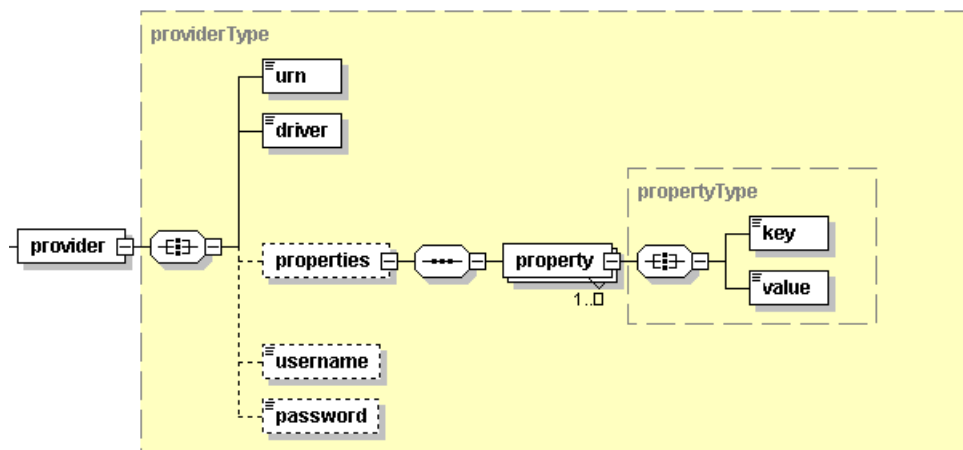 providerType
urn
driver
propertyType
provider
properties
property
key
value
1..▯
username
password